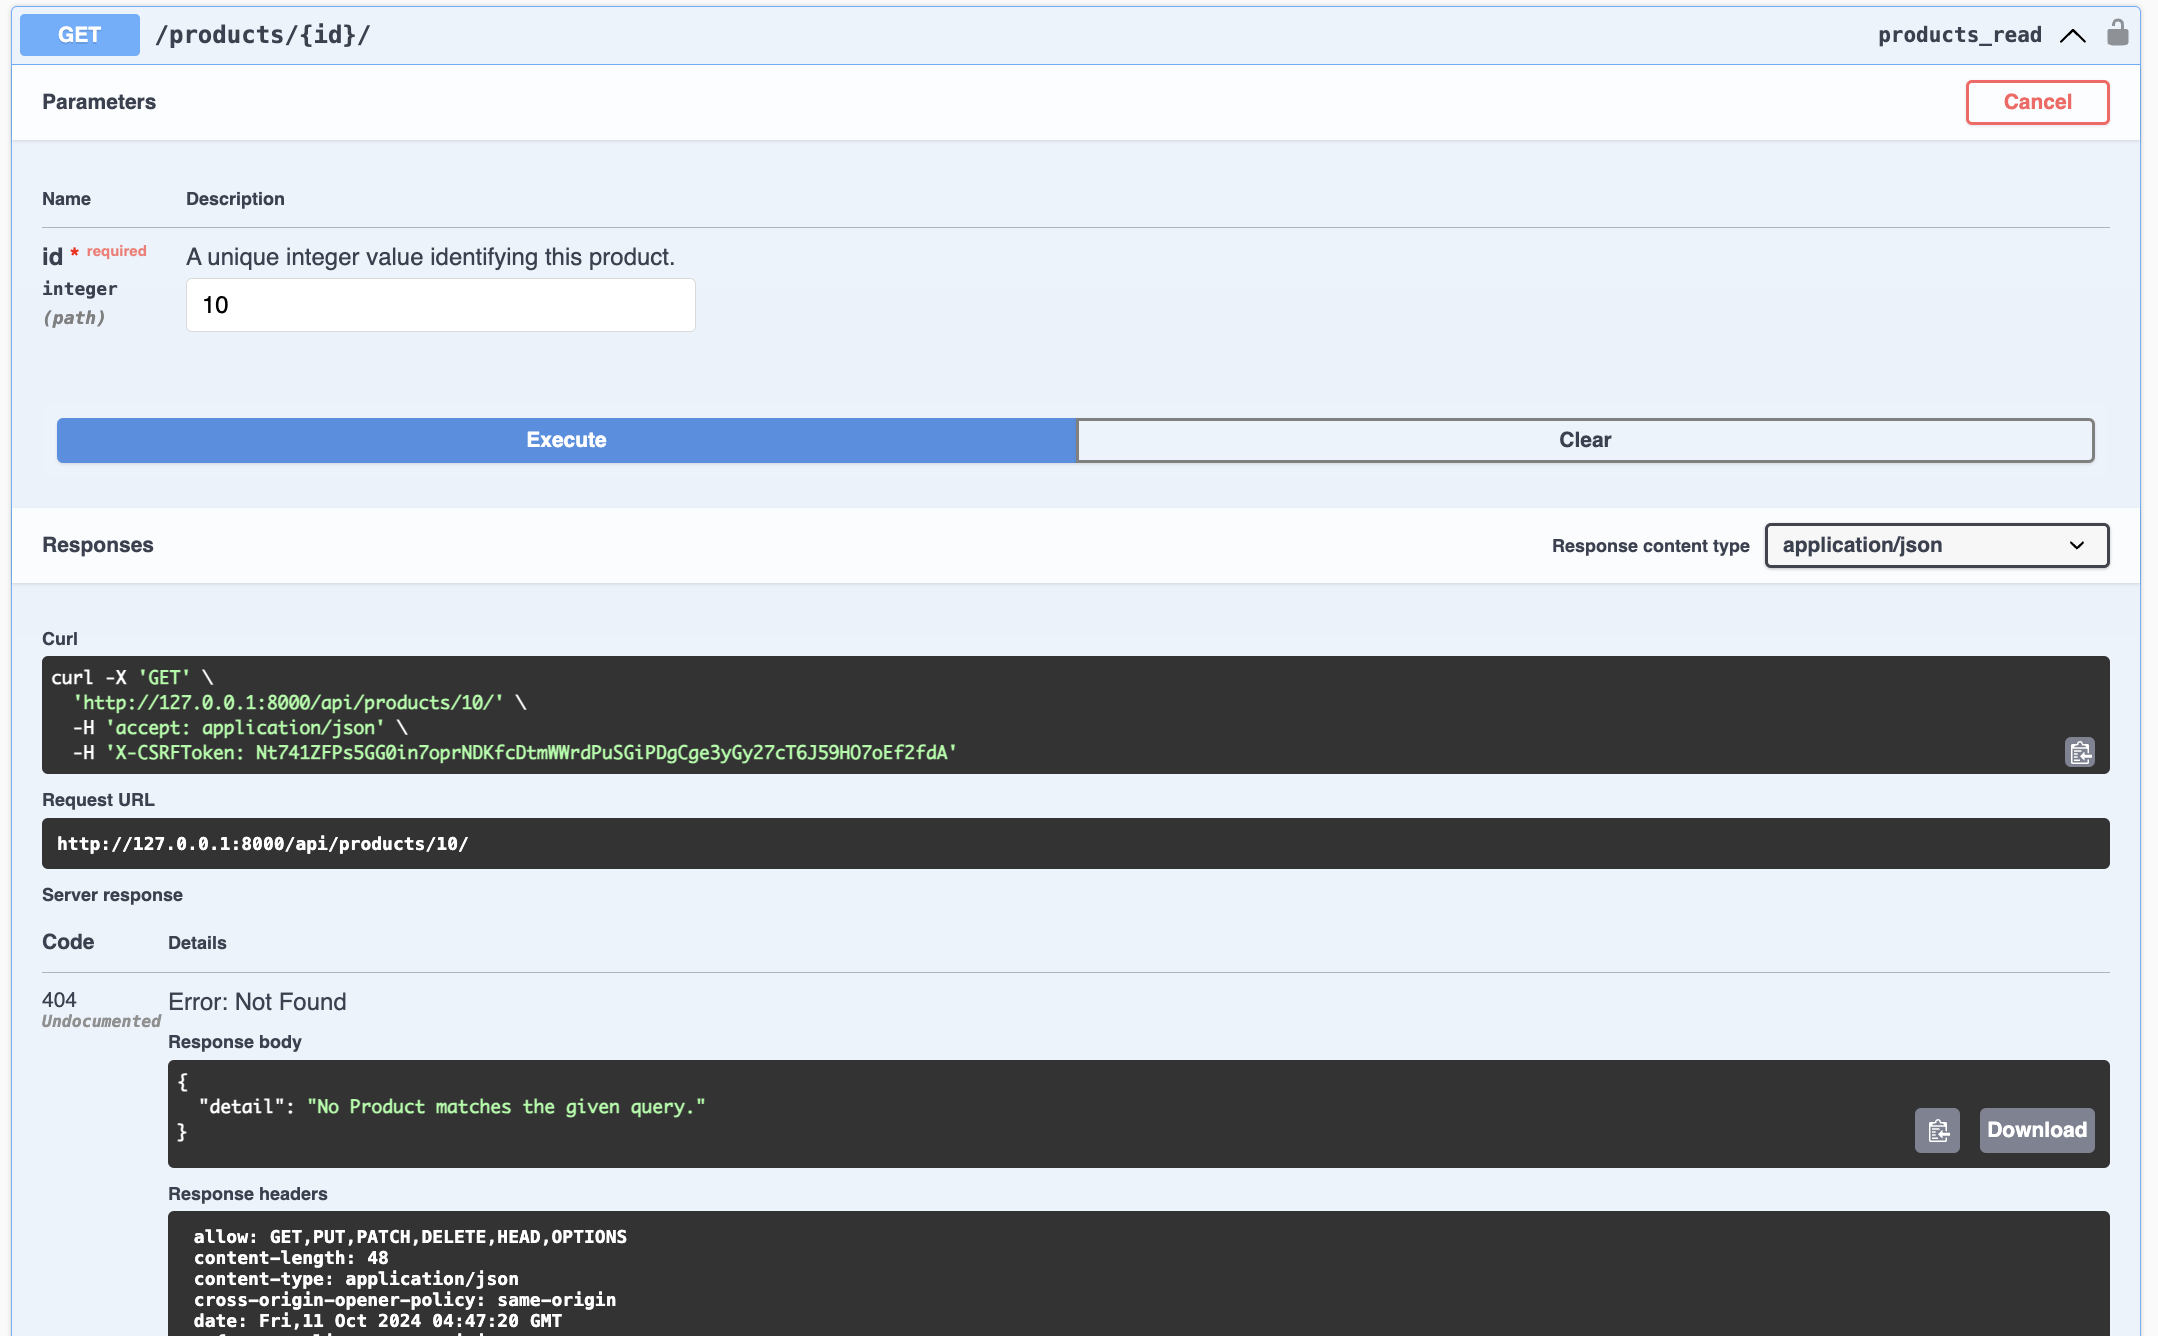 GET /products/{id}/ products_read
Parameters Cancel
Name Description
id * required A unique integer value identifying this product.
integer
(path)
10
Execute Clear
Responses Response content type application/json
Curl
curl -X 'GET' \
'http://127.0.0.1:8000/api/products/10/' \
-H 'accept: application/json' \
-H 'X-CSRFToken: Nt741ZFPs5GG0in7oprNDKfcDtmWWrdPuSGiPDgCge3yGy27cT6J59HO7oEf2fdA'
Request URL
http://127.0.0.1:8000/api/products/10/
Server response
Code Details
404 Error: Not Found
Undocumented
Response body
{
"detail": "No Product matches the given query."
}
Download
Response headers
allow: GET,PUT,PATCH,DELETE,HEAD,OPTIONS
content-length: 48
content-type: application/json
cross-origin-opener-policy: same-origin
date: Fri,11 Oct 2024 04:47:20 GMT